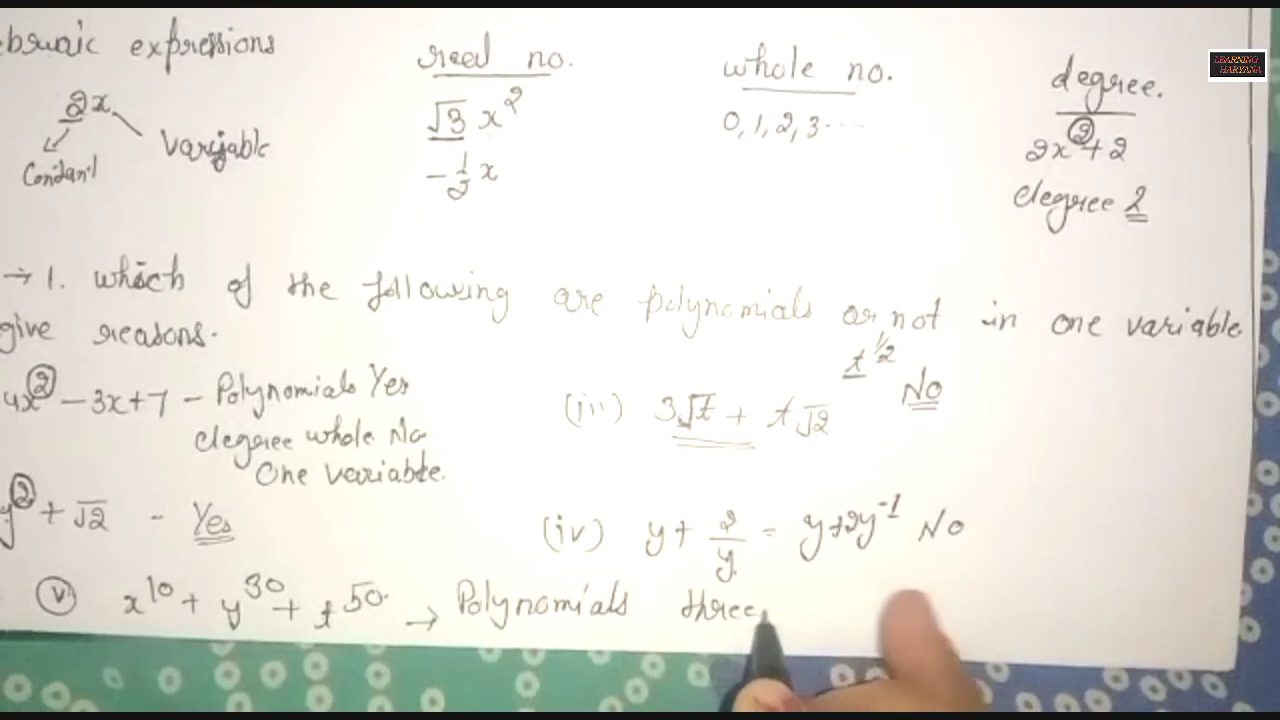 expressions
2x
Constant
Variable
real no.
√3 x²
-1/2 x
whole no.
0, 1, 2, 3 ....
degree.
2x² + 2
degree 2
→ 1. which of the following are polynomials or not in one variable
give reasons.
4x² - 3x + 7 - Polynomials Yes
degree whole No
One variable.
y² + √2 - Yes
(iii) 3√t + t√2
t^1/2
No
(iv) y + 2/y = y+2y⁻¹ No
(v) x¹⁰ + y³⁰ + t⁵⁰ → Polynomials three
LEARNING
HARYANA